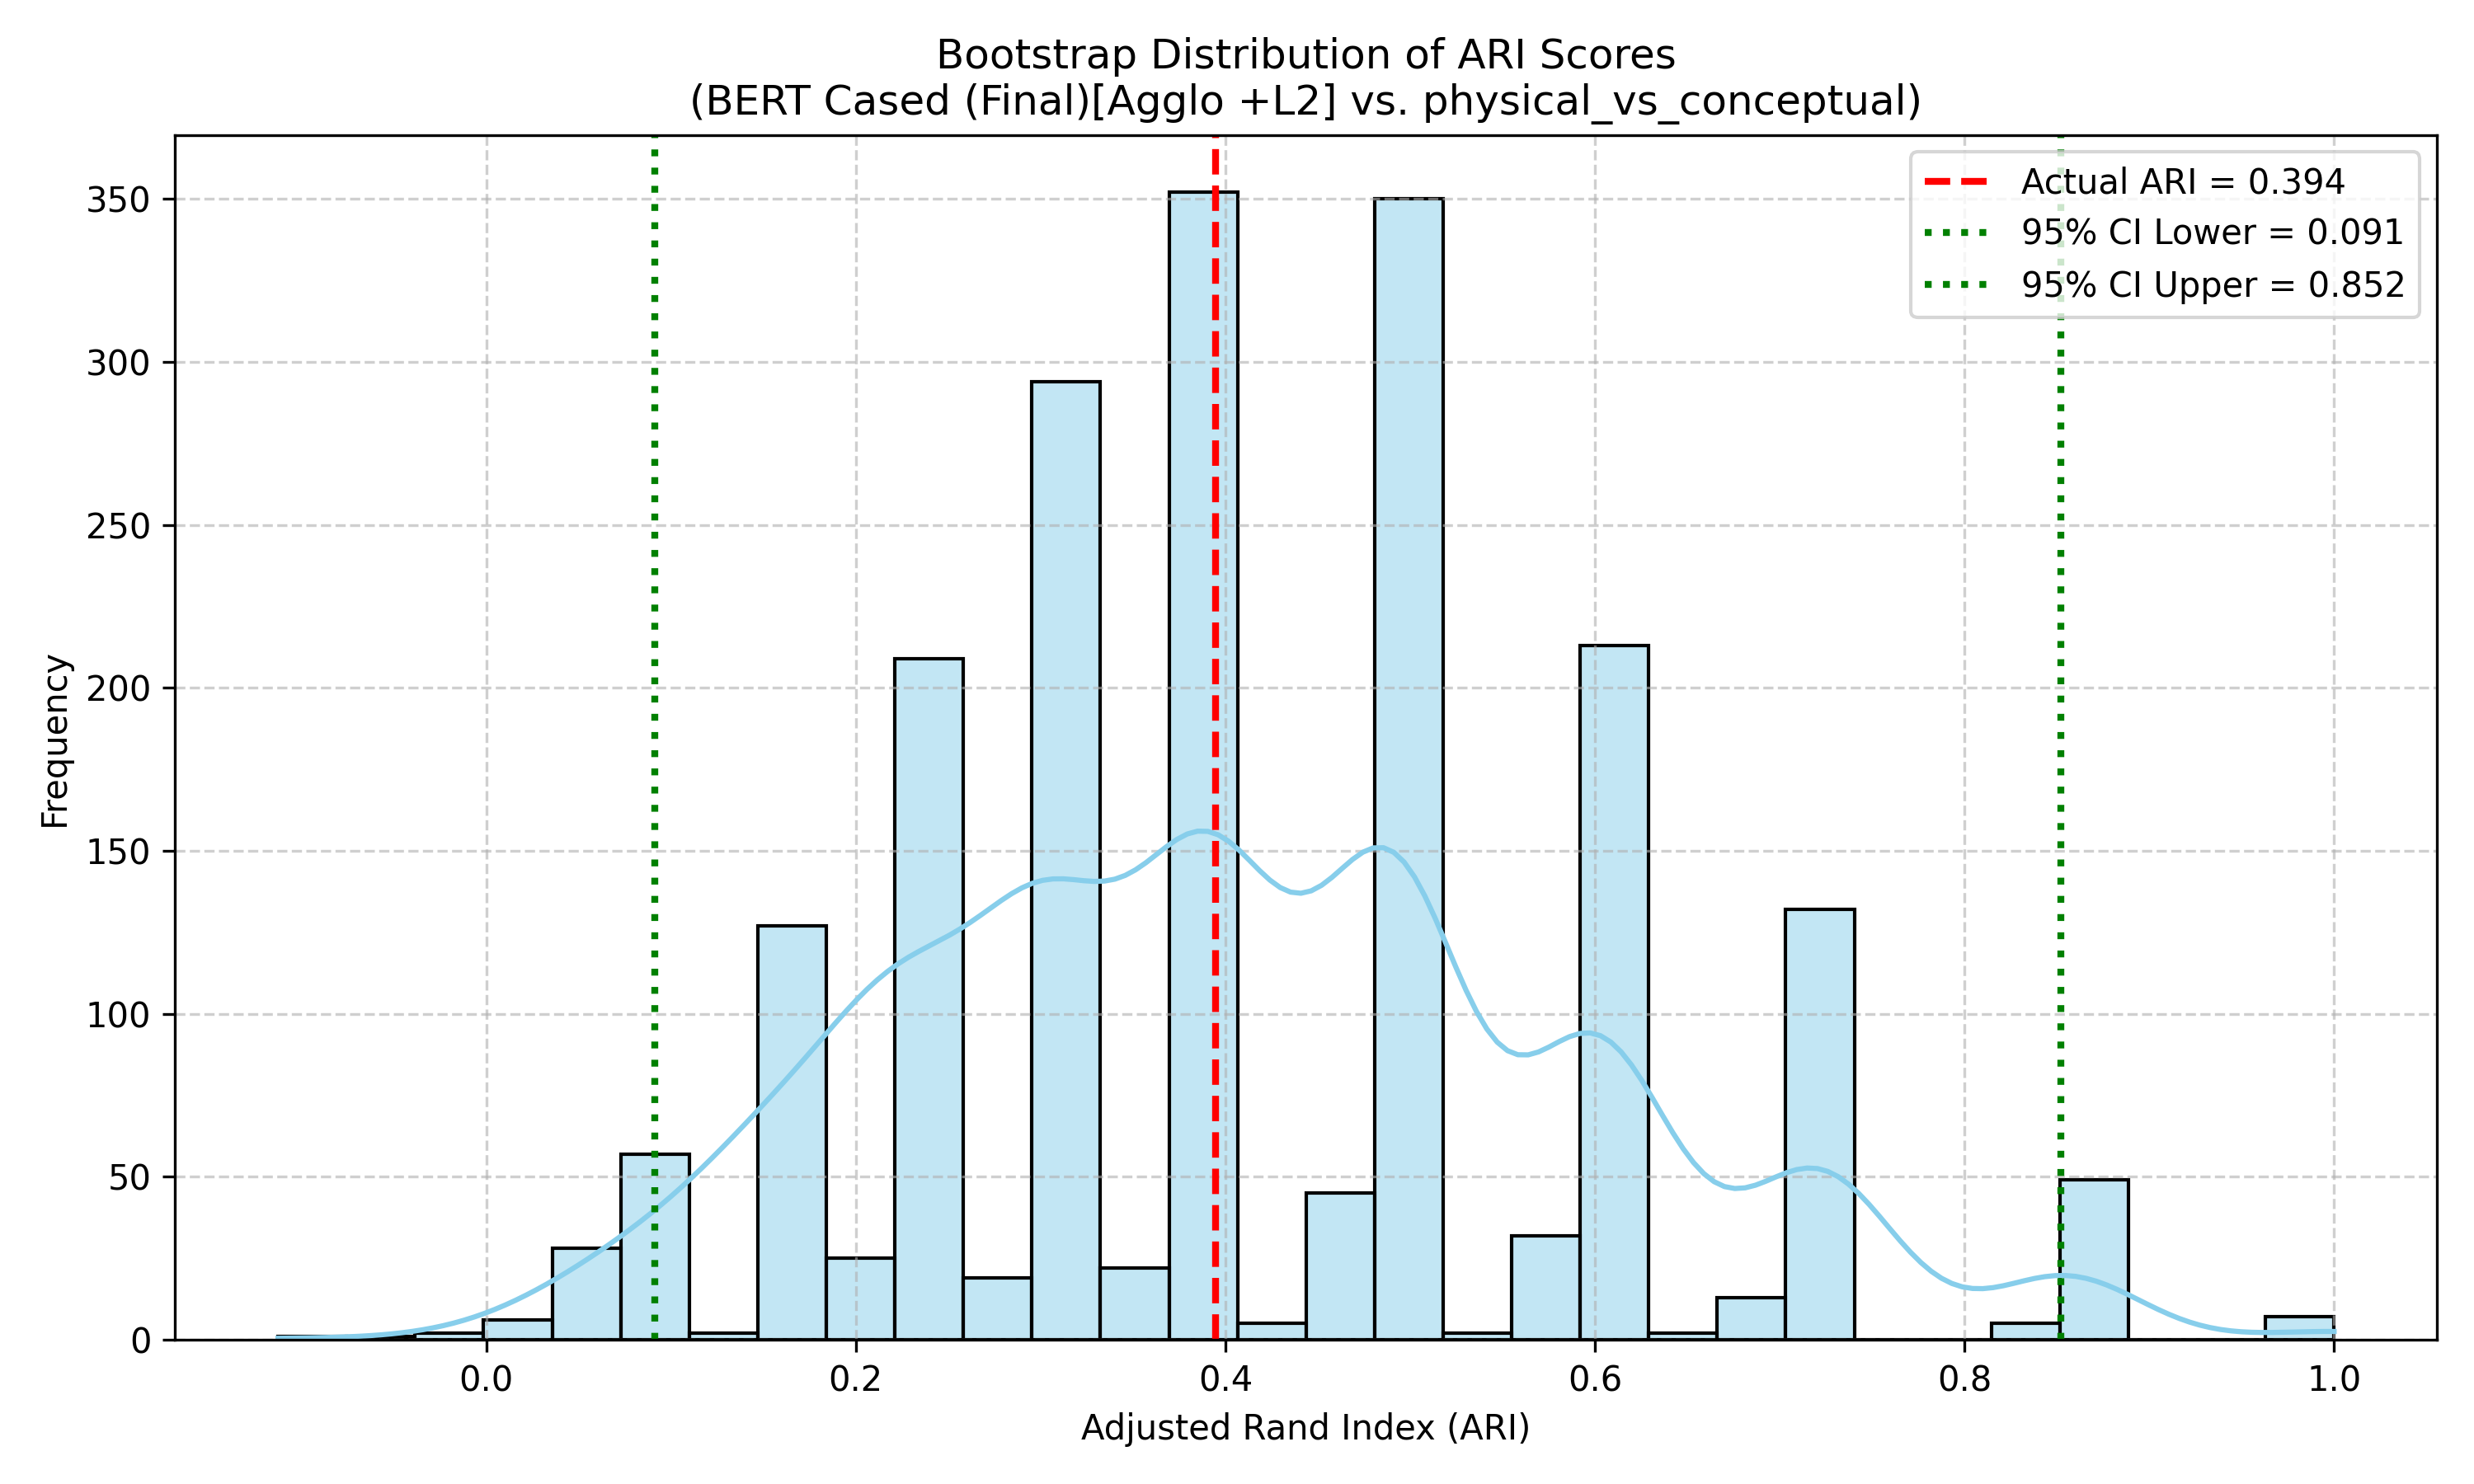 Bootstrap Distribution of ARI Scores
(BERT Cased (Final)[Agglo +L2] vs. physical_vs_conceptual)
Actual ARI = 0.394
95% CI Lower = 0.091
95% CI Upper = 0.852
Frequency
350
300
250
200
150
100
50
0
0.0 0.2 0.4 0.6 0.8 1.0
Adjusted Rand Index (ARI)